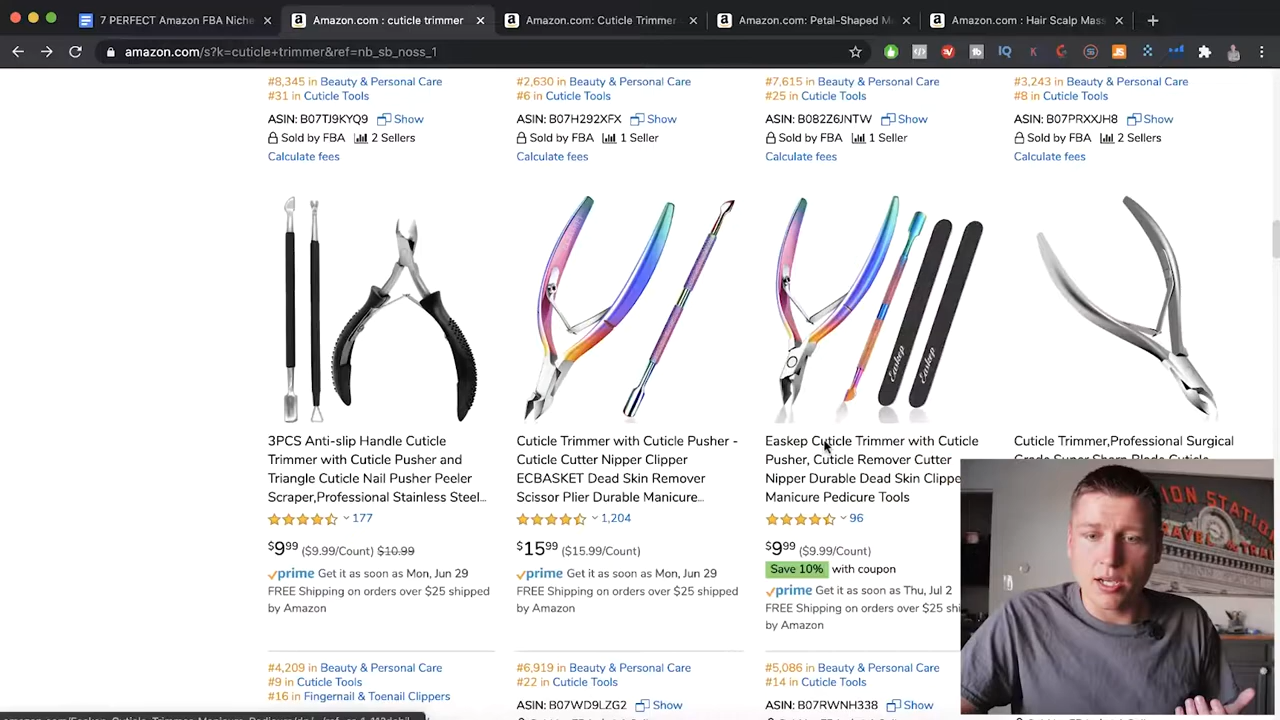 7 PERFECT Amazon FBA Niche
Amazon.com : cuticle trimmer
Amazon.com: Cuticle Trimmer
Amazon.com: Petal-Shaped M
Amazon.com : Hair Scalp Mass
amazon.com/s?k=cuticle+trimmer&ref=nb_sb_noss_1
#8,345 in Beauty & Personal Care
#31 in Cuticle Tools
ASIN: B07TJ9KYQ9 Show
Sold by FBA 2 Sellers
Calculate fees
#2,630 in Beauty & Personal Care
#6 in Cuticle Tools
ASIN: B07H292XFX Show
Sold by FBA 1 Seller
Calculate fees
#7,615 in Beauty & Personal Care
#25 in Cuticle Tools
ASIN: B082Z6JNTW Show
Sold by FBA 1 Seller
Calculate fees
#3,243 in Beauty & Personal Care
#8 in Cuticle Tools
ASIN: B07PRXXJH8 Show
Sold by FBA 2 Sellers
Calculate fees
3PCS Anti-slip Handle Cuticle
Trimmer with Cuticle Pusher and
Triangle Cuticle Nail Pusher Peeler
Scraper,Professional Stainless Steel...
177
$9.99 ($9.99/Count) $10.99
prime Get it as soon as Mon, Jun 29
FREE Shipping on orders over $25 shipped
by Amazon
#4,209 in Beauty & Personal Care
#9 in Cuticle Tools
#16 in Fingernail & Toenail Clippers
Cuticle Trimmer with Cuticle Pusher -
Cuticle Cutter Nipper Clipper
ECBASKET Dead Skin Remover
Scissor Plier Durable Manicure...
1,204
$15.99 ($15.99/Count)
prime Get it as soon as Mon, Jun 29
FREE Shipping on orders over $25 shipped
by Amazon
#6,919 in Beauty & Personal Care
#22 in Cuticle Tools
ASIN: B07WD9LZG2 Show
Easkep
Easkep
Easkep Cuticle Trimmer with Cuticle
Pusher, Cuticle Remover Cutter
Nipper Durable Dead Skin Clippe
Manicure Pedicure Tools
96
$9.99 ($9.99/Count)
Save 10% with coupon
prime Get it as soon as Thu, Jul 2
FREE Shipping on orders over $25 shi
by Amazon
#5,086 in Beauty & Personal Care
#14 in Cuticle Tools
ASIN: B07RWNH338 Show
Cuticle Trimmer,Professional Surgical
Grade Super Sharp Blade Cuticle
ION STATION
TRAVEL & TRA